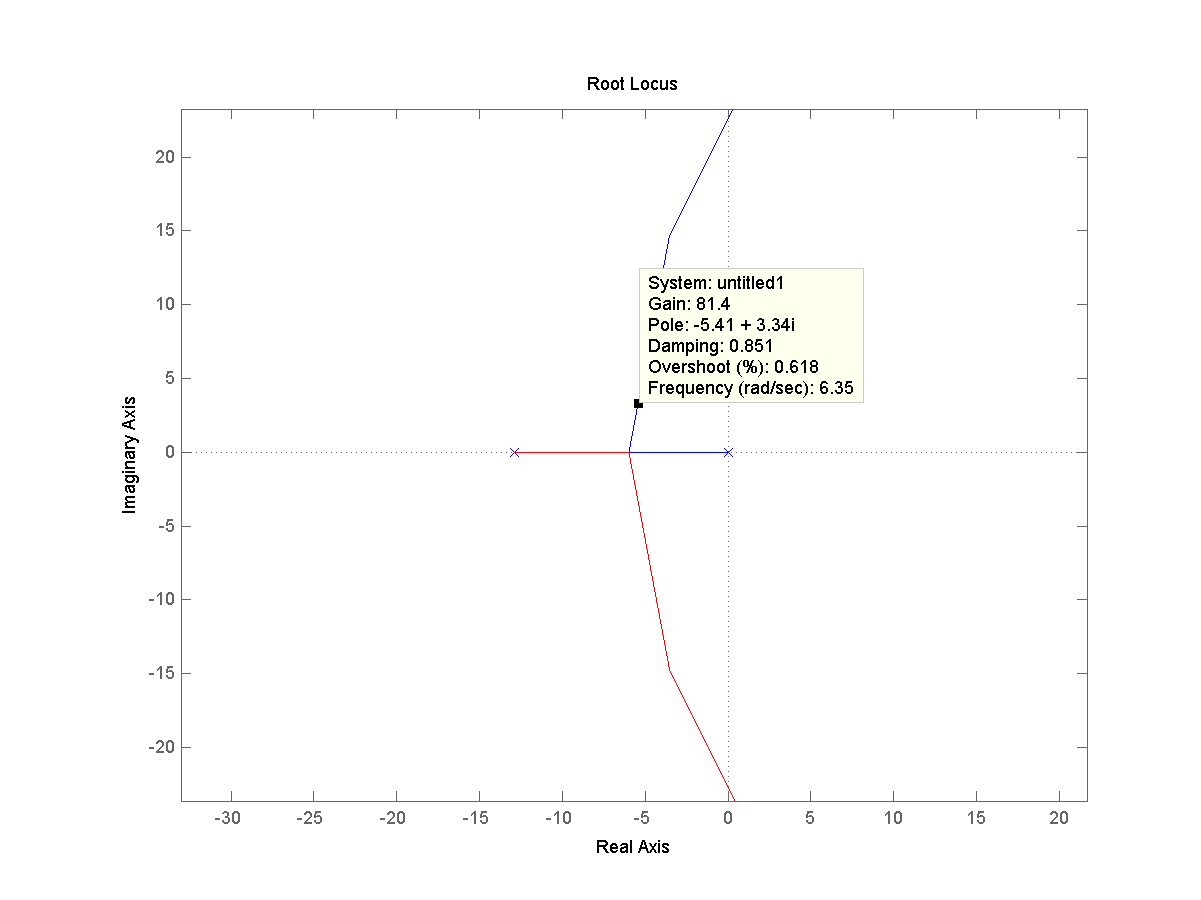 Root Locus
20
15
10
5
0
-5
-10
-15
-20
Imaginary Axis
System: untitled1
Gain: 81.4
Pole: -5.41 + 3.34i
Damping: 0.851
Overshoot (%): 0.618
Frequency (rad/sec): 6.35
-30 -25 -20 -15 -10 -5 0 5 10 15 20
Real Axis